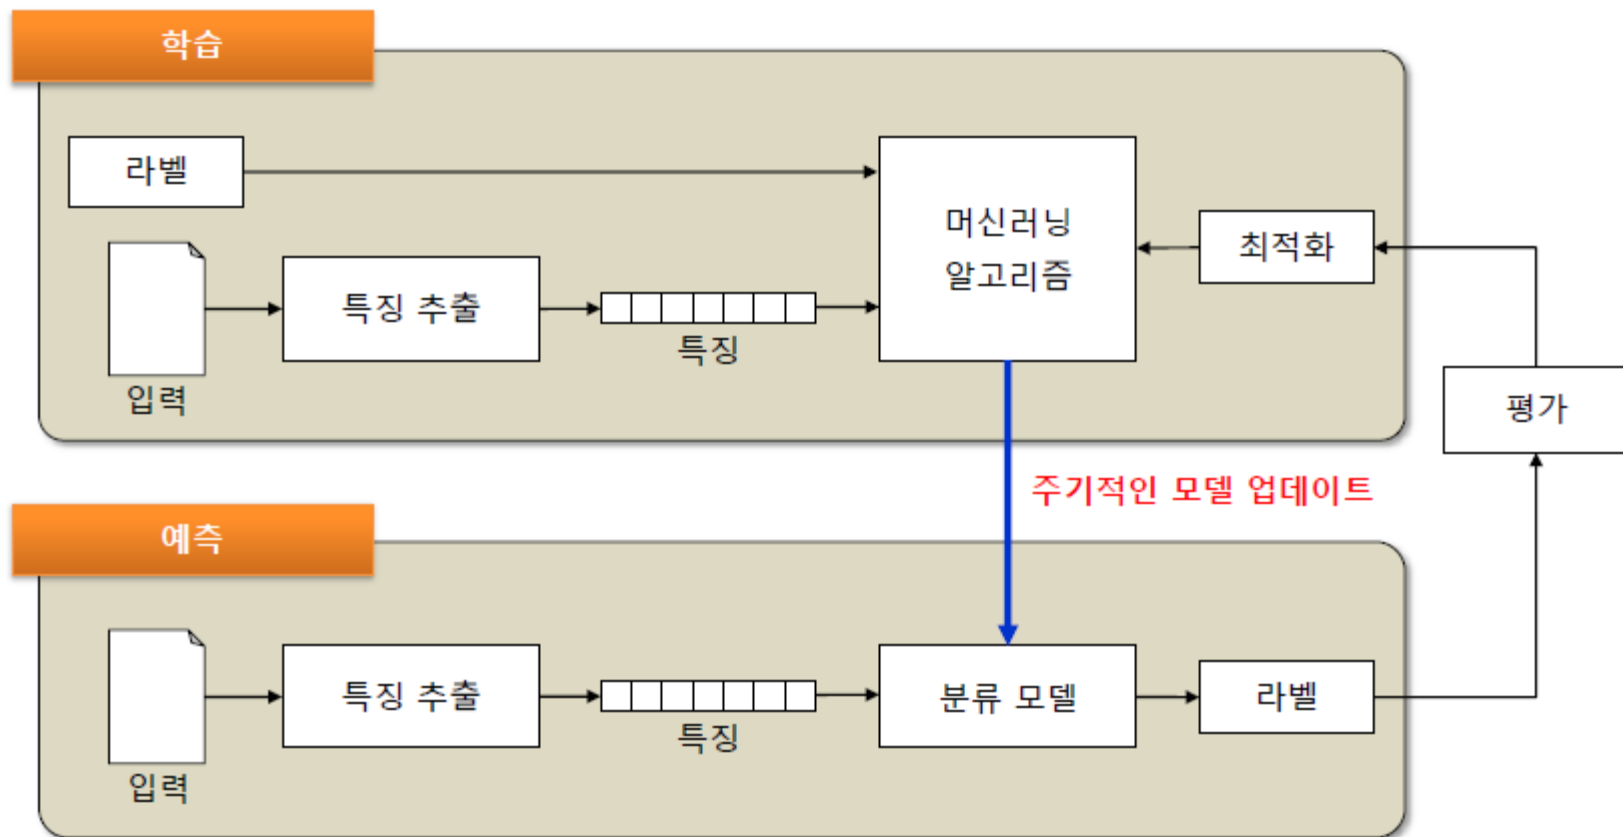 학습
라벨
머신러닝
알고리즘
최적화
특징 추출
특징
입력
평가
주기적인 모델 업데이트
예측
특징 추출
특징
분류 모델
라벨
입력